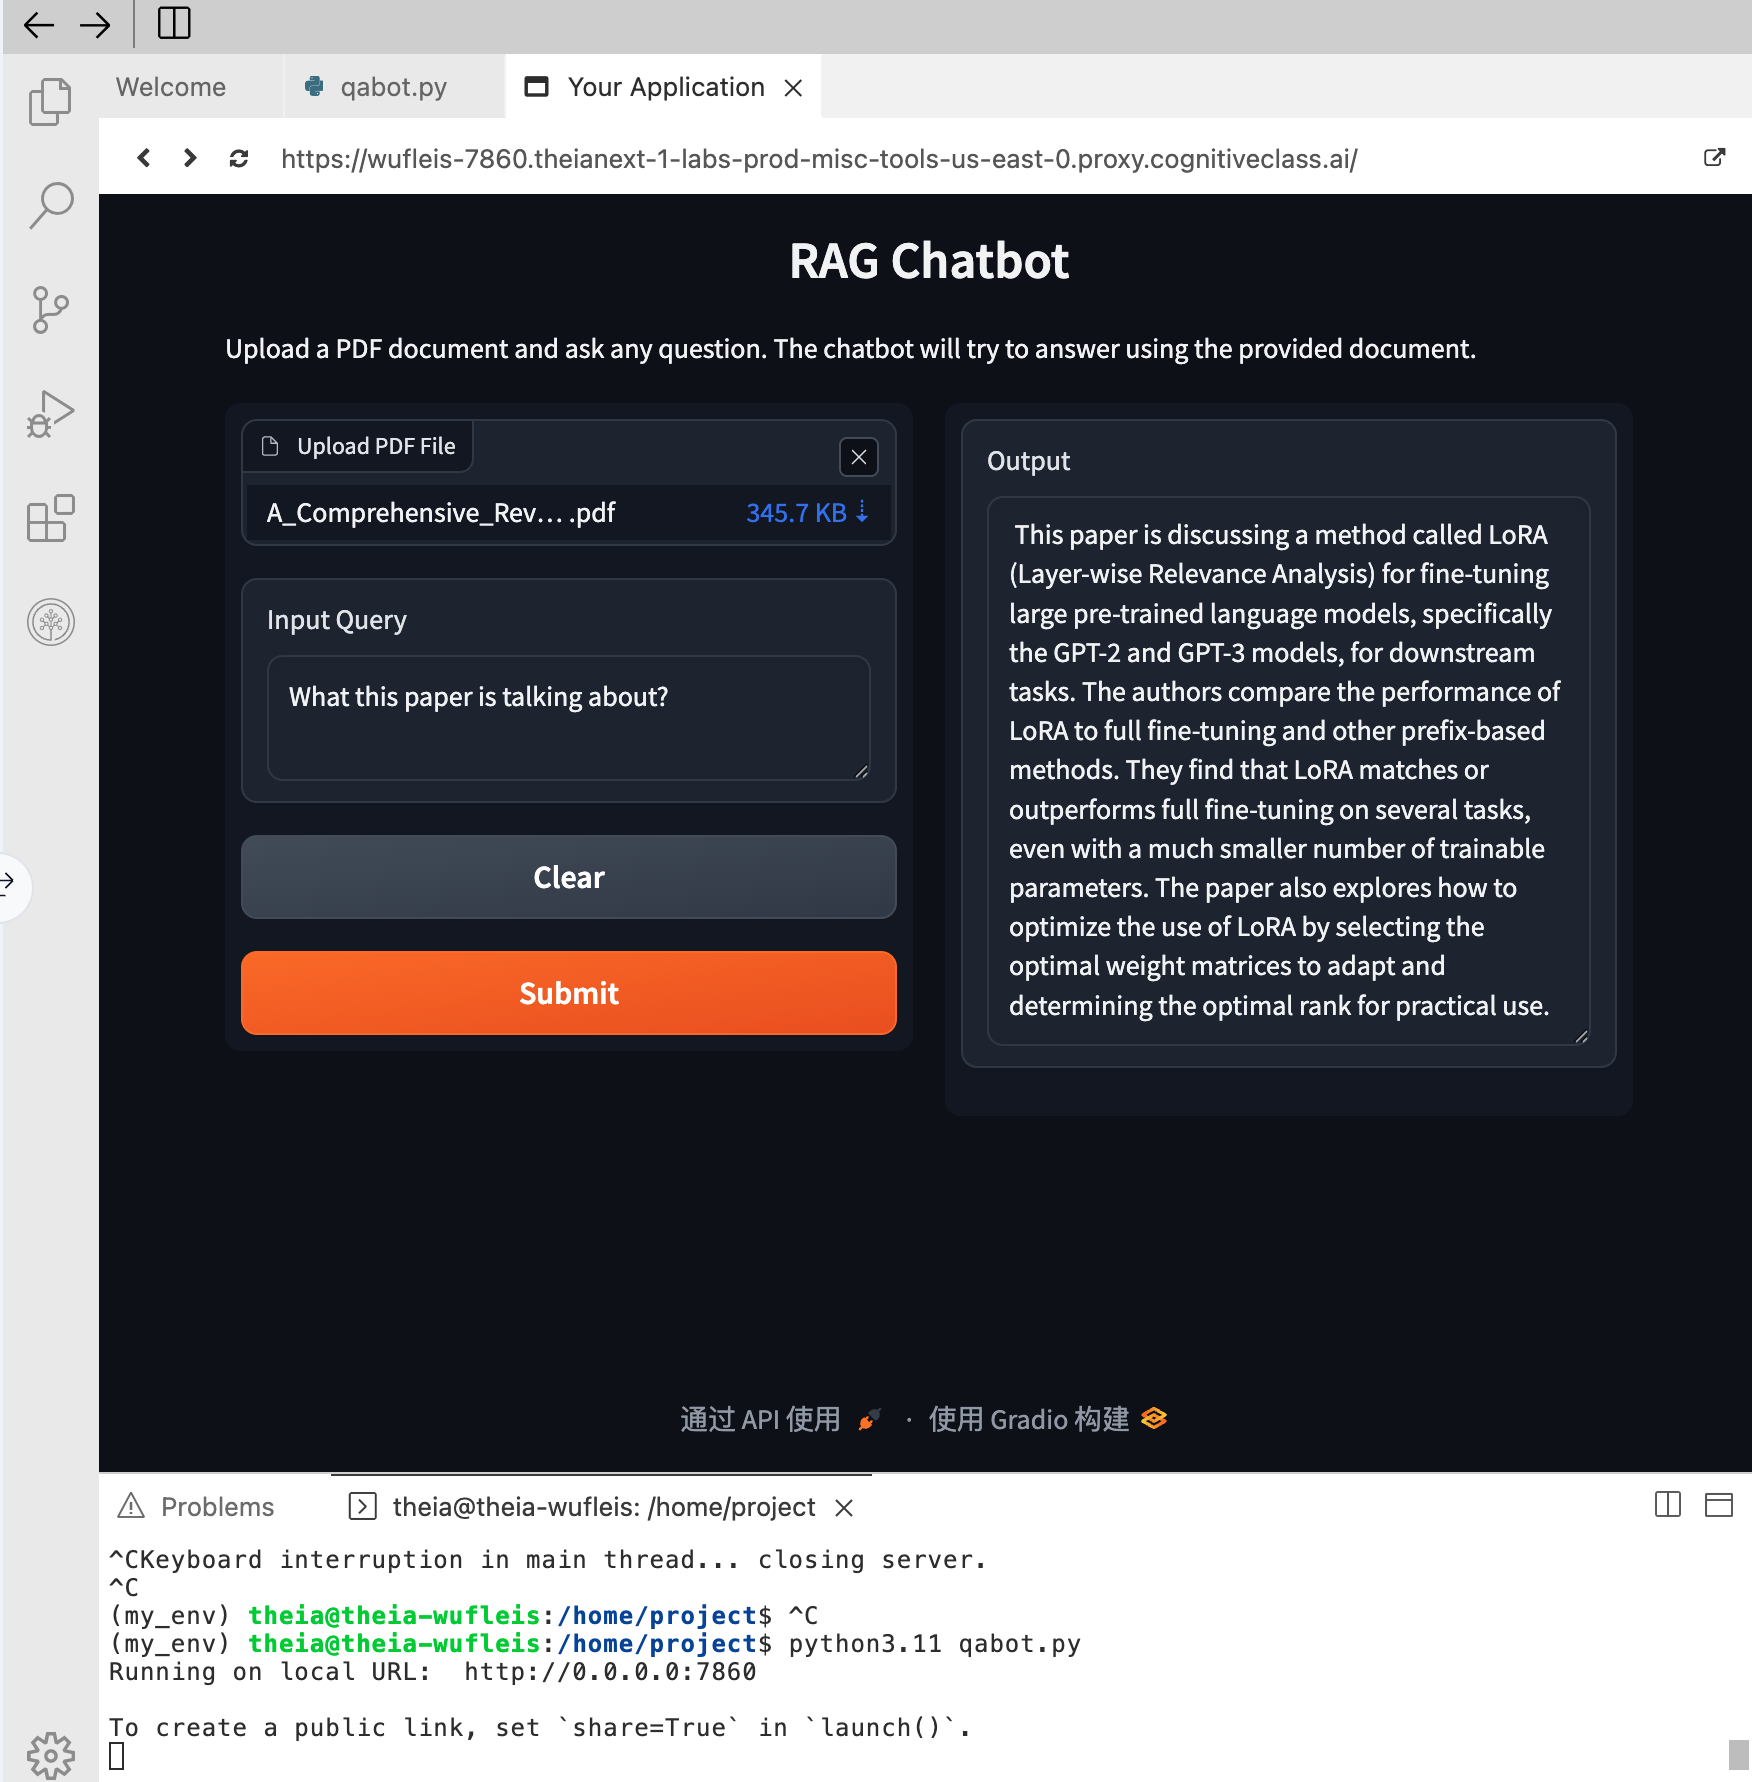 Welcome
qabot.py
Your Application
https://wufleis-7860.theianext-1-labs-prod-misc-tools-us-east-0.proxy.cognitiveclass.ai/
RAG Chatbot
Upload a PDF document and ask any question. The chatbot will try to answer using the provided document.
Upload PDF File
A_Comprehensive_Rev... .pdf
345.7 KB ⇣
Input Query
What this paper is talking about?
Clear
Submit
Output
This paper is discussing a method called LoRA
(Layer-wise Relevance Analysis) for fine-tuning
large pre-trained language models, specifically
the GPT-2 and GPT-3 models, for downstream
tasks. The authors compare the performance of
LoRA to full fine-tuning and other prefix-based
methods. They find that LoRA matches or
outperforms full fine-tuning on several tasks,
even with a much smaller number of trainable
parameters. The paper also explores how to
optimize the use of LoRA by selecting the
optimal weight matrices to adapt and
determining the optimal rank for practical use.
通过 API 使用 · 使用 Gradio 构建
Problems
theia@theia-wufleis: /home/project
^CKeyboard interruption in main thread... closing server.
^C
(my_env) theia@theia-wufleis:/home/project$ ^C
(my_env) theia@theia-wufleis:/home/project$ python3.11 qabot.py
Running on local URL:  http://0.0.0.0:7860
To create a public link, set `share=True` in `launch()`.